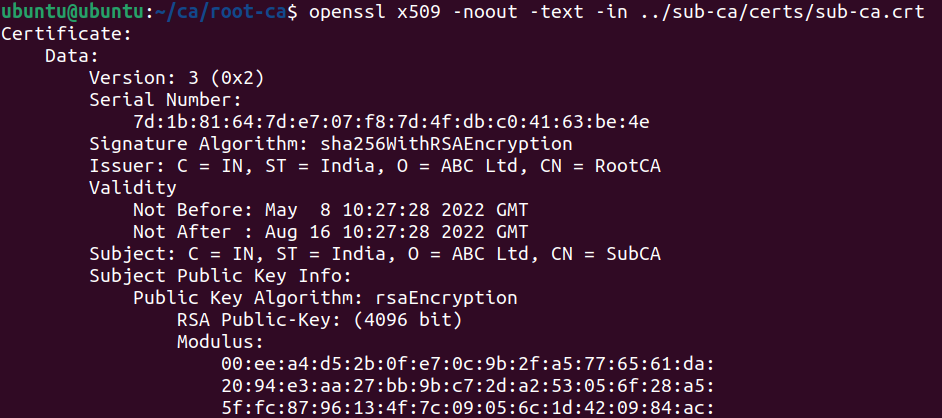 ubuntu@ubuntu:~/ca/root-ca$ openssl x509 -noout -text -in ../sub-ca/certs/sub-ca.crt
Certificate:
    Data:
        Version: 3 (0x2)
        Serial Number:
            7d:1b:81:64:7d:e7:07:f8:7d:4f:db:c0:41:63:be:4e
        Signature Algorithm: sha256WithRSAEncryption
        Issuer: C = IN, ST = India, O = ABC Ltd, CN = RootCA
        Validity
            Not Before: May  8 10:27:28 2022 GMT
            Not After : Aug 16 10:27:28 2022 GMT
        Subject: C = IN, ST = India, O = ABC Ltd, CN = SubCA
        Subject Public Key Info:
            Public Key Algorithm: rsaEncryption
                RSA Public-Key: (4096 bit)
                Modulus:
                    00:ee:a4:d5:2b:0f:e7:0c:9b:2f:a5:77:65:61:da:
                    20:94:e3:aa:27:bb:9b:c7:2d:a2:53:05:6f:28:a5:
                    5f:fc:87:96:13:4f:7c:09:05:6c:1d:42:09:84:ac: